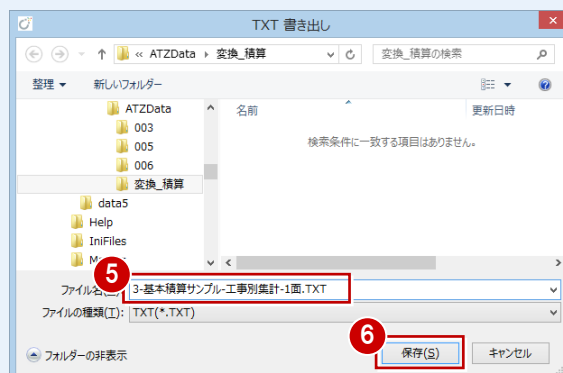 TXT 書き出し
« ATZData ▸ 変換_積算
変換_積算の検索
整理 ▼ 新しいフォルダー
名前 更新日時
検索条件に一致する項目はありません。
ATZData
003
005
006
変換_積算
data5
Help
IniFiles
5
3-基本積算サンプル-工事別集計-1面.TXT
ファイルの種類(T): TXT(*.TXT)
6
フォルダーの非表示
保存(S)
キャンセル